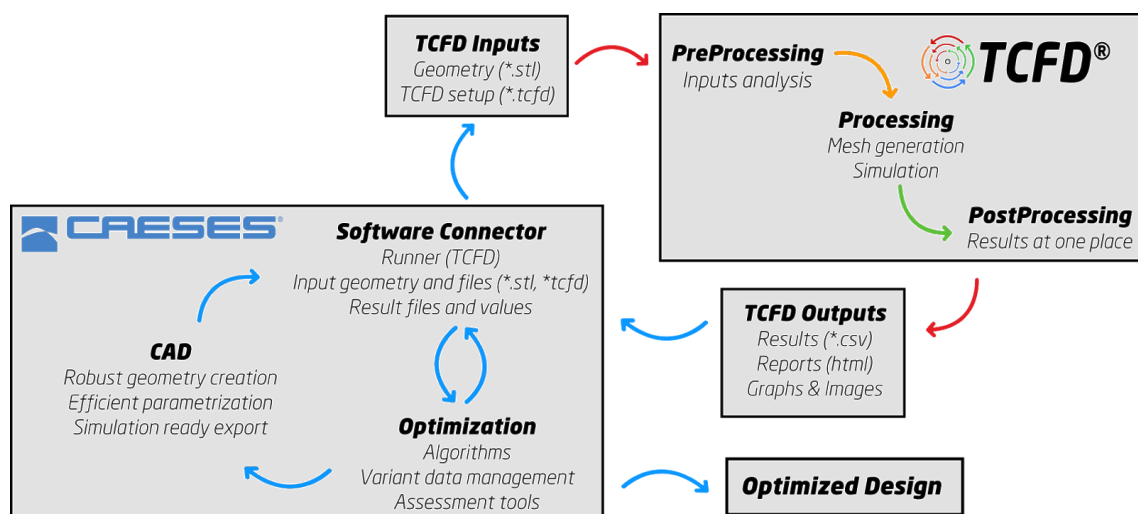 TCFD Inputs
Geometry (*.stl)
TCFD setup (*.tcfd)
PreProcessing
Inputs analysis
TCFD®
Processing
Mesh generation
Simulation
PostProcessing
Results at one place
CAESES®
Software Connector
Runner (TCFD)
Input geometry and files (*.stl, *tcfd)
Result files and values
CAD
Robust geometry creation
Efficient parametrization
Simulation ready export
Optimization
Algorithms
Variant data management
Assessment tools
TCFD Outputs
Results (*.csv)
Reports (html)
Graphs & Images
Optimized Design